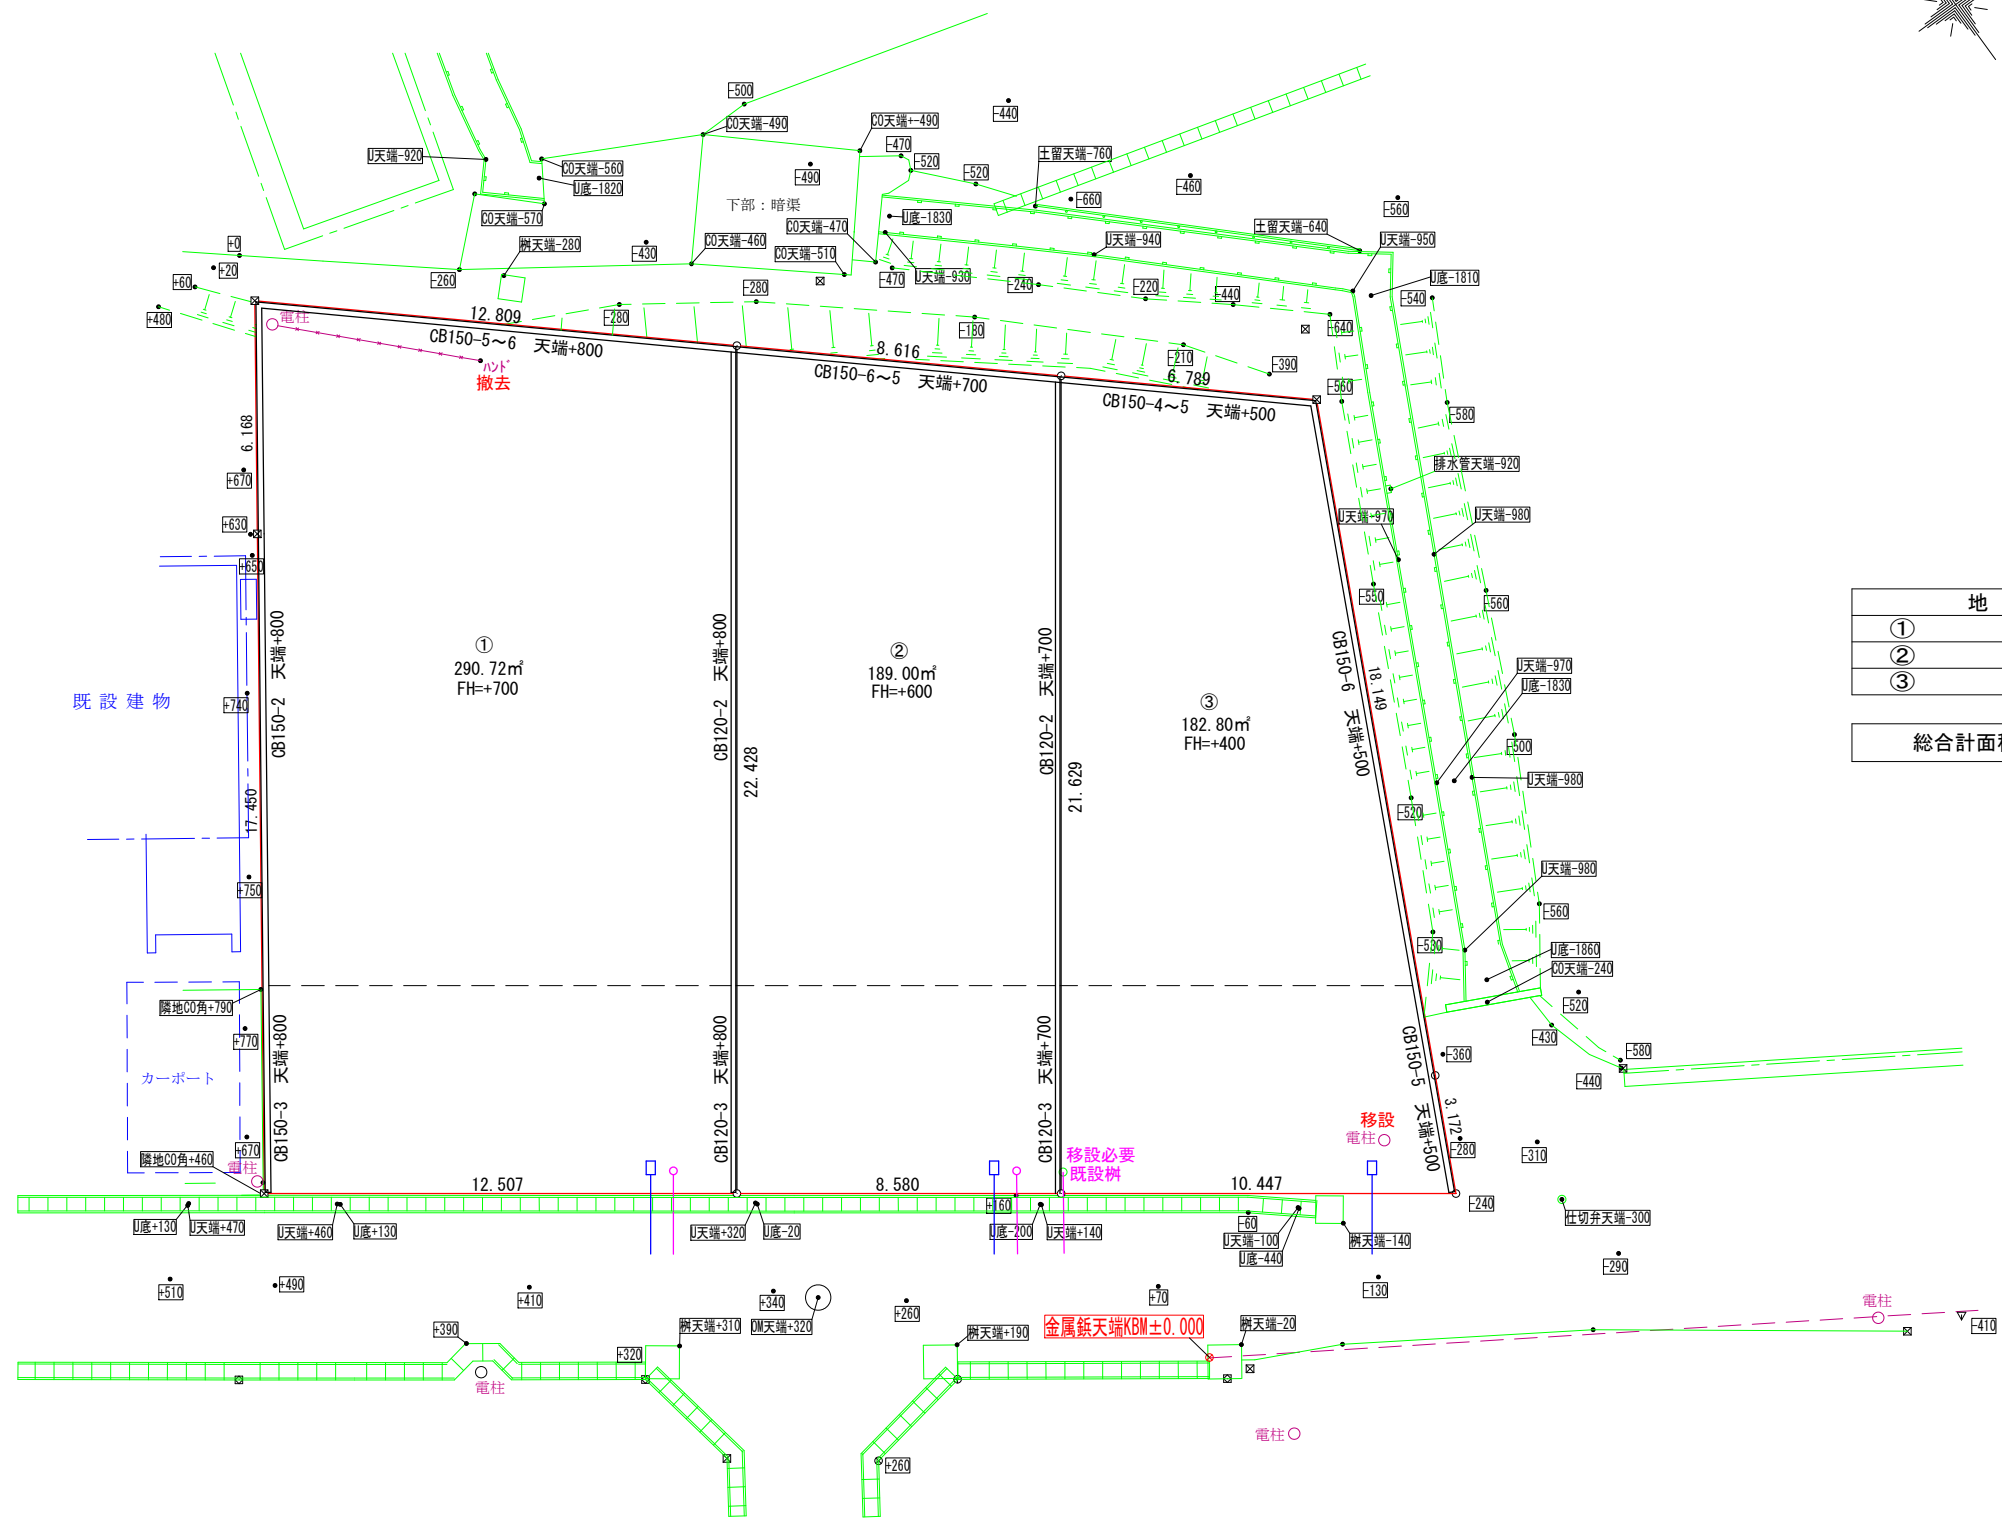 -500
-440
CO天端-490
CO天端+-490
-470
U天端-920
-520
土留天端-760
CO天端-560
-490
-520
-460
U底-1820
-660
-560
下部：暗渠
CO天端-570
CO天端-470
U底-1830
土留天端-640
+0
桝天端-280
-430
CO天端-460
CO天端-510
U天端-940
U天端-950
+20
-260
-470
U天端-930
U底-1810
+60
-280
-240
-220
-440
-540
+480
電柱
12.809
-280
-180
-640
CB150-5～6 天端+800
8.616
-210
-390
ハンド
撤去
CB150-6～5 天端+700
6.789
-560
CB150-4～5 天端+500
-580
6.168
+670
排水管天端-920
+630
U天端-970
U天端-980
+650
-550
-560
地
①
②
③
総合計面
CB150-2 天端+800
①
290.72㎡
FH=+700
CB120-2 天端+800
②
189.00㎡
FH=+600
CB120-2 天端+700
③
182.80㎡
FH=+400
CB150-6 天端+500
18.149
U天端-970
U底-1830
既設建物
+740
-500
22.428
21.629
U天端-980
17.450
-520
U天端-980
+750
-560
-530
U底-1860
CO天端-240
隣地CO角+790
-520
+770
-430
-360
-580
カーポート
-440
CB150-3 天端+800
CB120-3 天端+800
CB120-3 天端+700
CB150-5 天端+500
3.172
移設
電柱
-280
+670
-310
隣地CO角+460
電柱
移設必要
既設桝
12.507
8.580
10.447
+160
-240
U底+130
U天端+470
U天端+460
U底+130
U天端+320
U底-20
U底-200
U天端+140
-60
U天端-100
U底-440
桝天端-140
仕切弁天端-300
-290
+510
+490
+410
+340
+260
+70
-130
電柱
+390
桝天端+310
OM天端+320
桝天端+190
金属鋲天端KBM±0.000
桝天端-20
-410
+320
電柱
電柱
+260